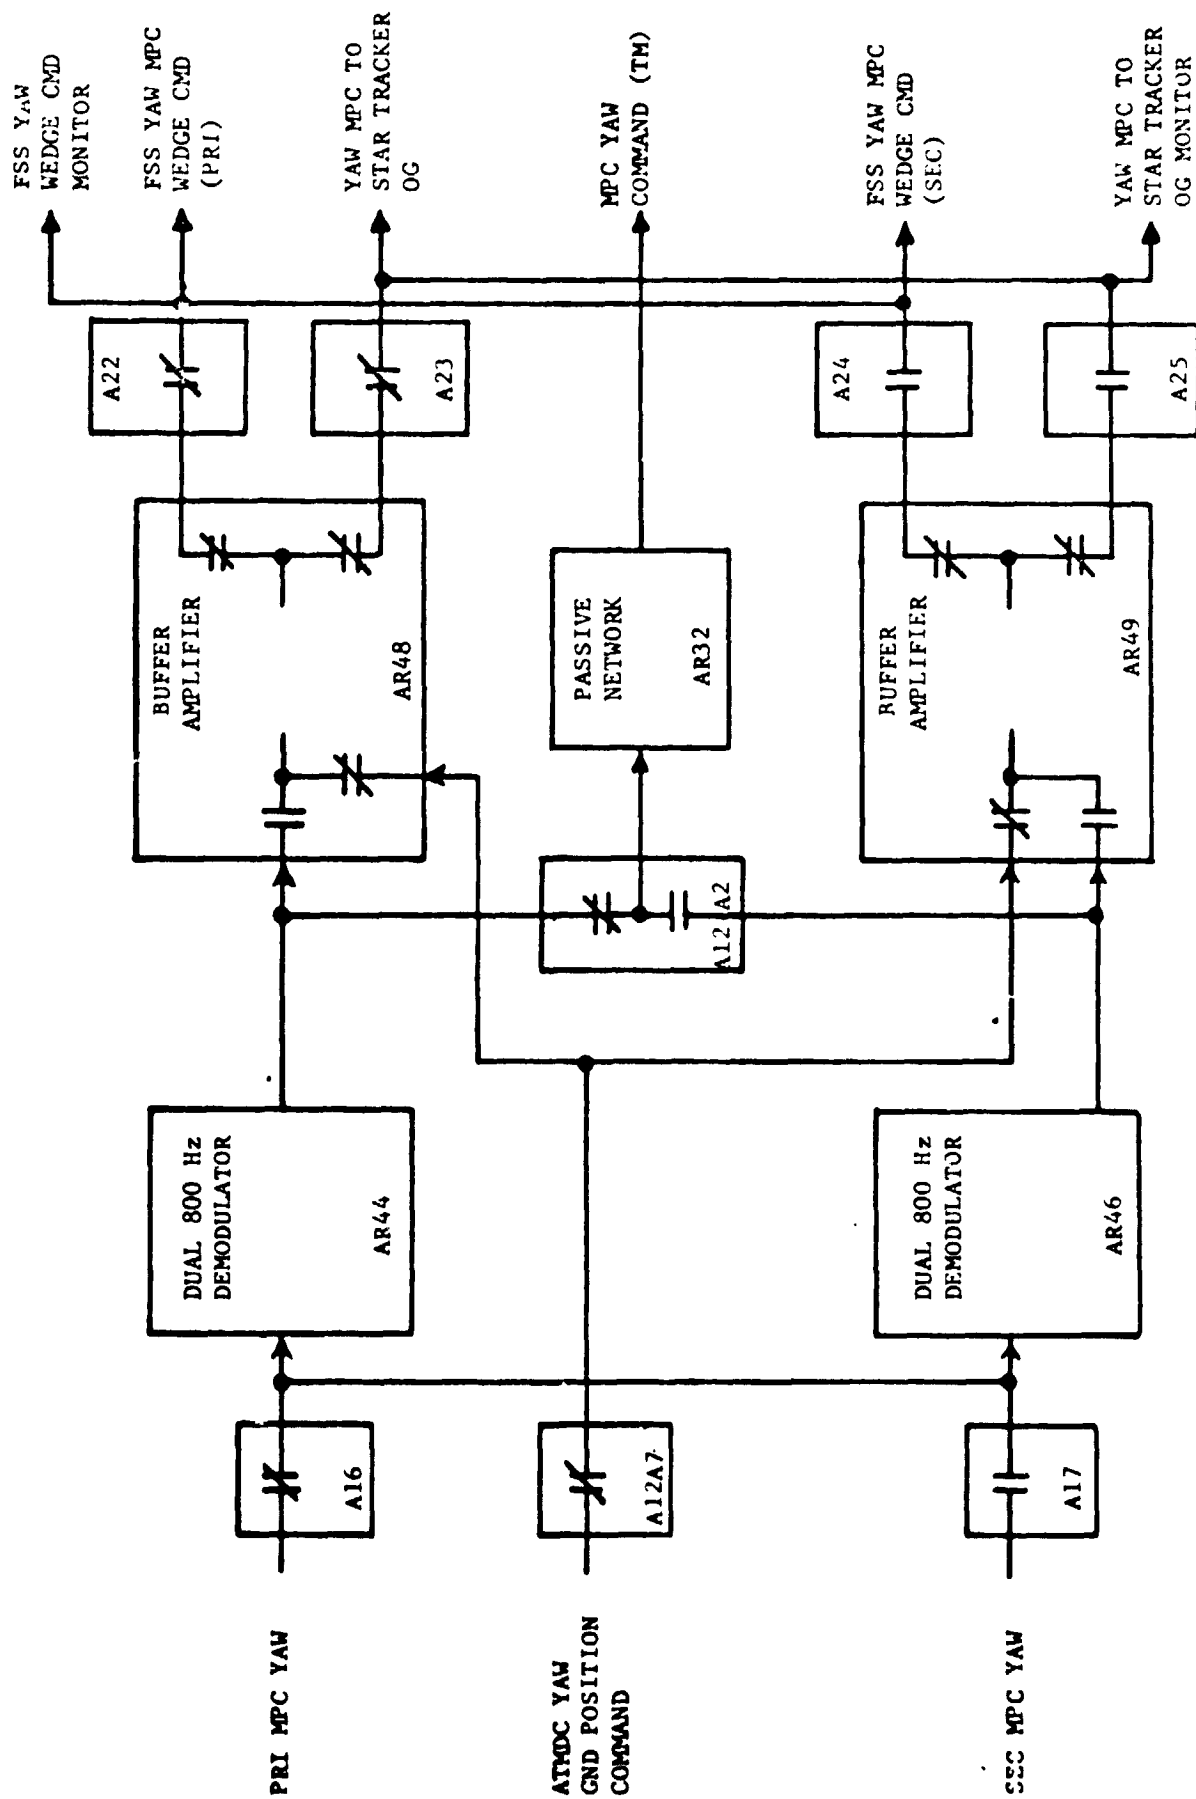 PRI MPC YAW
A16
DUAL 800 Hz
DEMODULATOR
AR44
BUFFER
AMPLIFIER
AR48
A22
A23
FSS YAW
WEDGE CMD
MONITOR
FSS YAW MPC
WEDGE CMD
(PRI)
YAW MPC TO
STAR TRACKER
OG
ATMDC YAW
GND POSITION
COMMAND
A12A7
A12 A2
PASSIVE
NETWORK
AR32
MPC YAW
COMMAND (TM)
SEC MPC YAW
A17
DUAL 800 Hz
DEMODULATOR
AR46
BUFFER
AMPLIFIER
AR49
A24
A25
FSS YAW MPC
WEDGE CMD
(SEC)
YAW MPC TO
STAR TRACKER
OG MONITOR